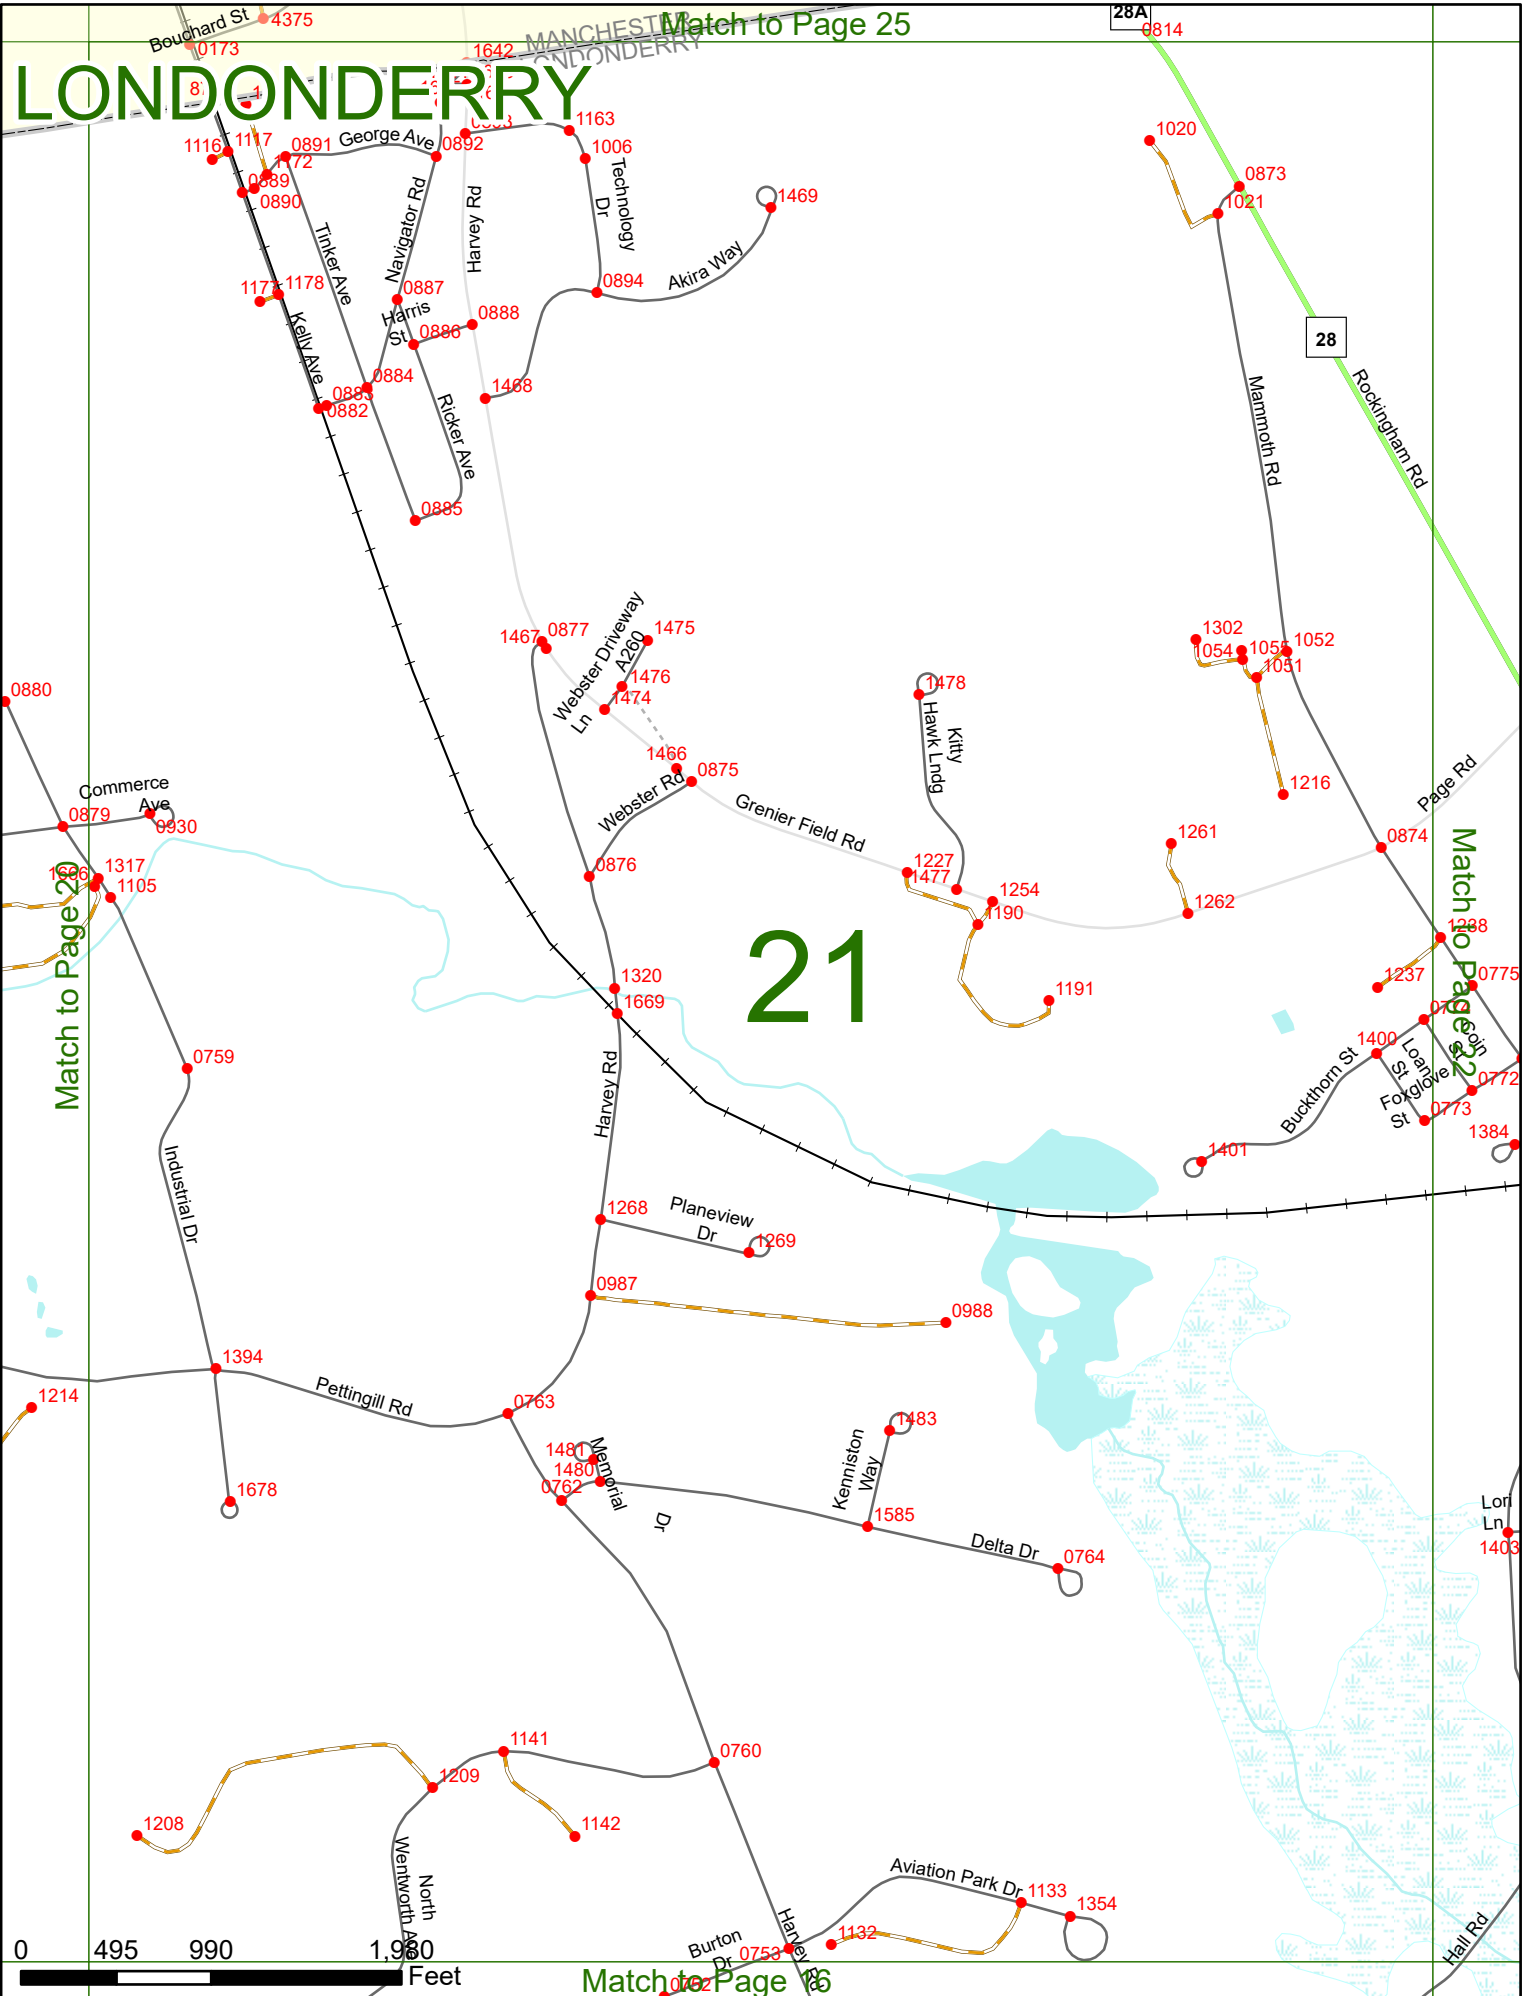 Match to Page 25
28A
0814
Bouchard St
4375
0173
MANCHESTER
LONDONDERRY
1642
LONDONDERRY
1163
1116
1117
0891
George Ave
0892
1006
1172
0889
0890
Technology
Dr
1469
1020
0873
1021
Navigator Rd
Harvey Rd
Tinker Ave
Akira Way
0894
1177
1178
0887
Harris
St
0886
0888
Kelly Ave
28
0884
0883
0882
1468
Ricker Ave
Mammoth Rd
Rockingham Rd
0885
1467
0877
Webster Driveway
A260
Ln
1475
1476
1474
1302
1054
1055
1052
1051
0880
1478
Kitty
Hawk Lndg
1466
0875
Webster Rd
Grenier Field Rd
1216
Page Rd
Commerce
Ave
0879
0930
0874
1317
1666
1105
0876
1227
1477
1254
1190
1261
1262
Match to Page 20
Match to Page 22
21
1238
1237
0775
1320
1669
1191
0774
1400
Coin
St
Loan
St
Foxglove
St
0772
0773
Buckthorn St
1384
1401
0759
Harvey Rd
Industrial Dr
1268
Planeview
Dr
1269
0987
0988
1394
1214
Pettingill Rd
0763
1483
Kenniston
Way
1481
1480
Memorial
Dr
0762
1678
1585
Delta Dr
0764
Lori
Ln
1403
1141
0760
1209
1208
1142
North
Wentworth Ave
Aviation Park Dr
1133
1354
1132
Burton
Dr
0753
Harvey Rd
Hall Rd
0752
0 495 990 1,980
Feet
Match to Page 16